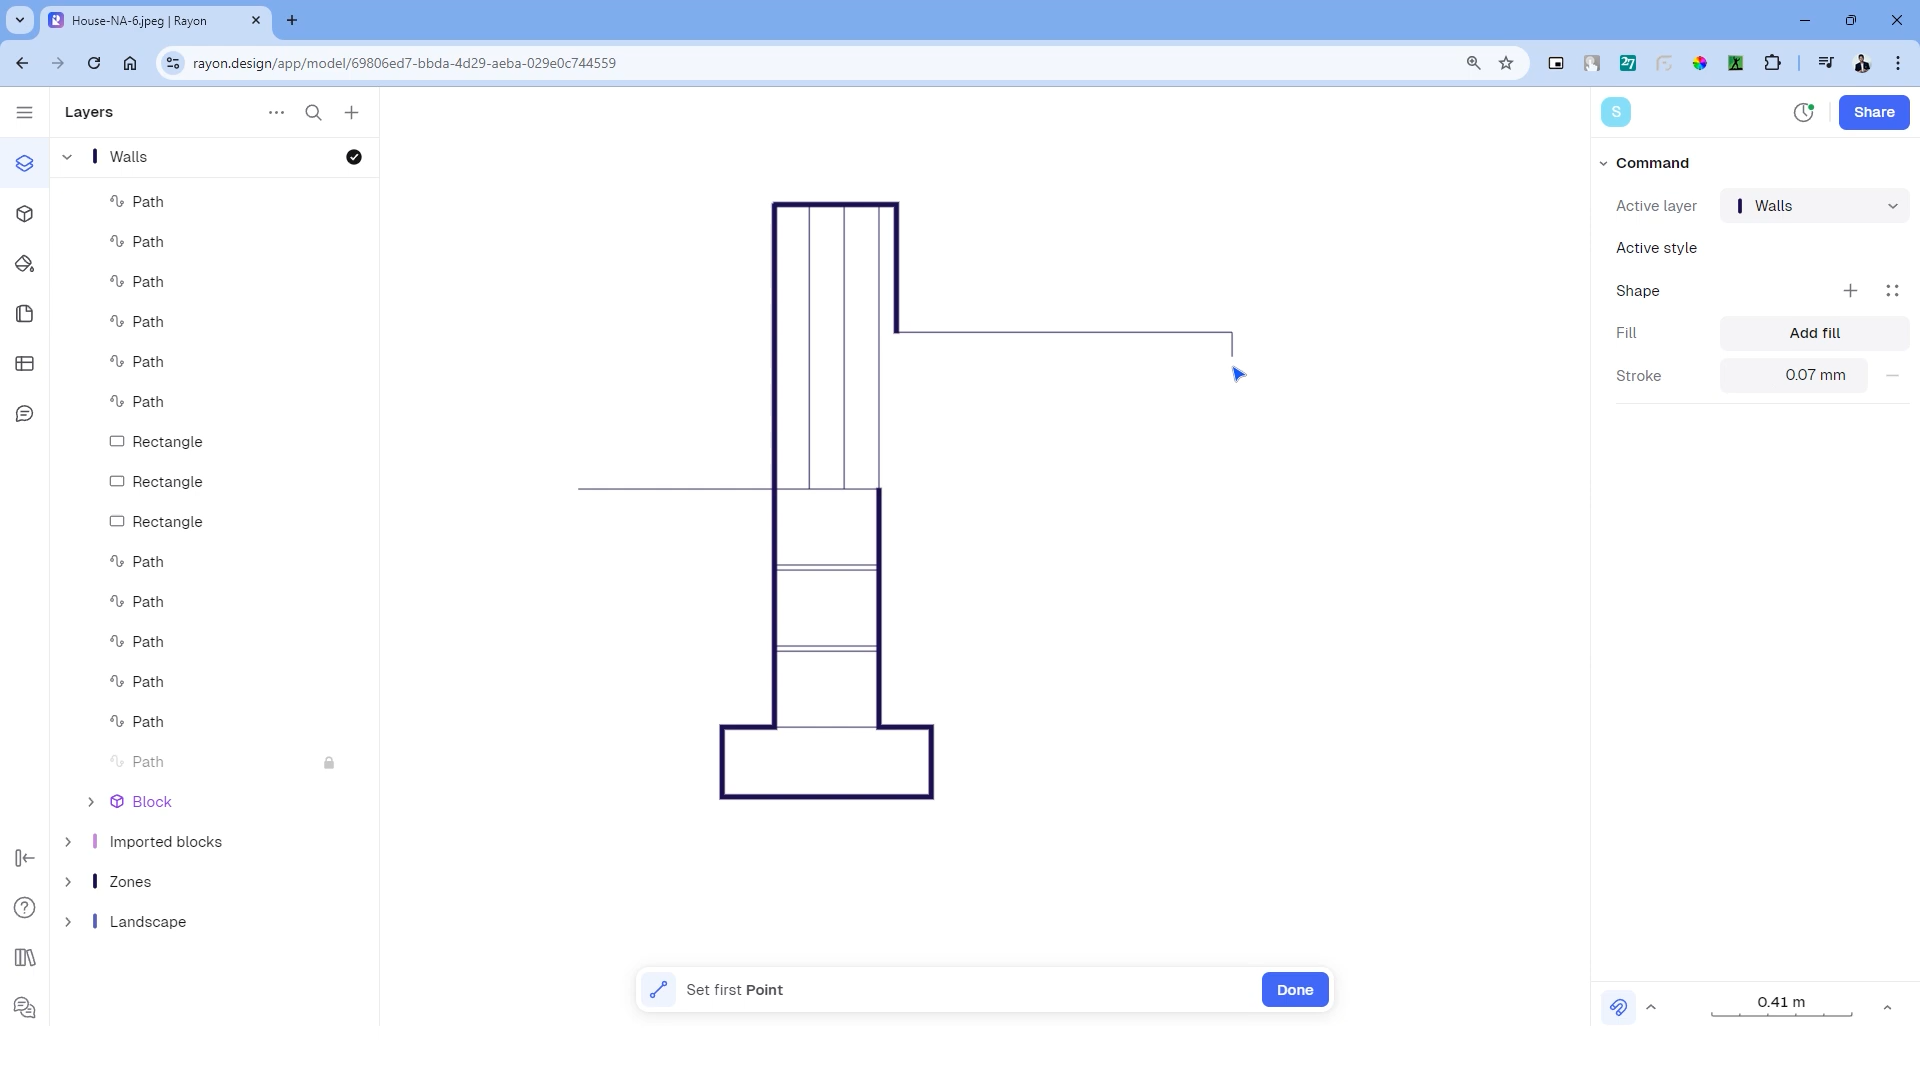 House-NA-6.jpeg | Rayon
rayon.design/app/model/69806ed7-bbda-4d29-aeba-029e0c744559
27
Layers
S
Share
Walls
Command
Path
Active layer
Walls
Path
Active style
Path
Shape
Path
Fill
Add fill
Path
Stroke
0.07 mm
Path
Rectangle
Rectangle
Rectangle
Path
Path
Path
Path
Path
Path
Block
Imported blocks
Zones
Landscape
Set first Point
Done
0.41 m